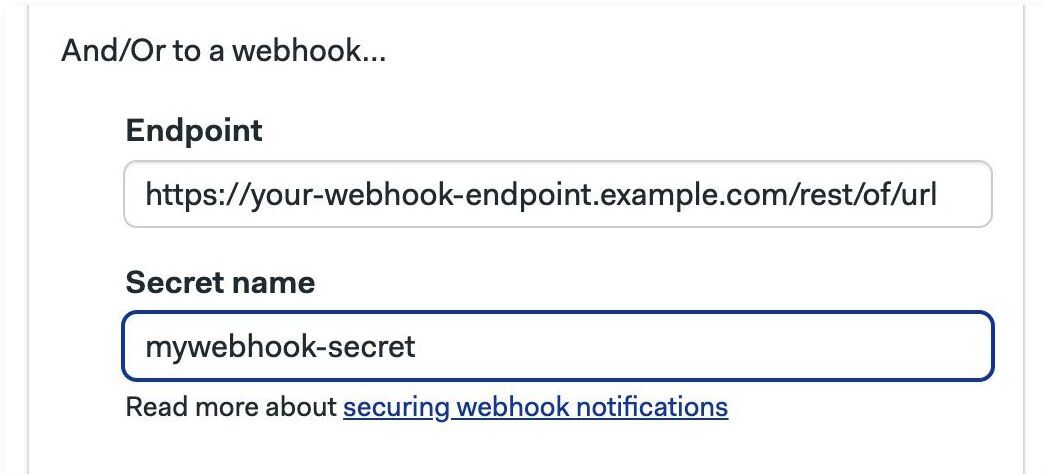 And/Or to a webhook...
Endpoint
https://your-webhook-endpoint.example.com/rest/of/url
Secret name
mywebhook-secret
Read more about securing webhook notifications